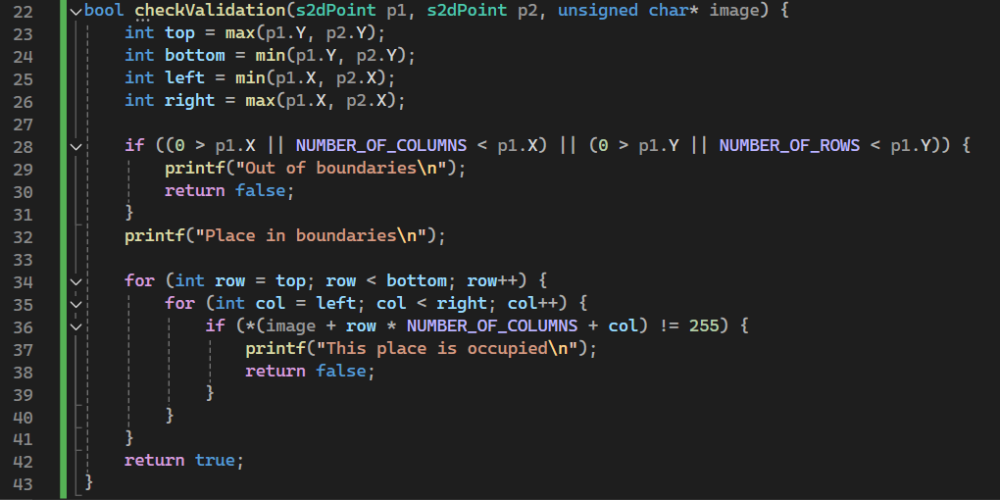 22 bool checkValidation(s2dPoint p1, s2dPoint p2, unsigned char* image) {
23     int top = max(p1.Y, p2.Y);
24     int bottom = min(p1.Y, p2.Y);
25     int left = min(p1.X, p2.X);
26     int right = max(p1.X, p2.X);
27
28     if ((0 > p1.X || NUMBER_OF_COLUMNS < p1.X) || (0 > p1.Y || NUMBER_OF_ROWS < p1.Y)) {
29         printf("Out of boundaries\n");
30         return false;
31     }
32     printf("Place in boundaries\n");
33
34     for (int row = top; row < bottom; row++) {
35         for (int col = left; col < right; col++) {
36             if (*(image + row * NUMBER_OF_COLUMNS + col) != 255) {
37                 printf("This place is occupied\n");
38                 return false;
39             }
40         }
41     }
42     return true;
43 }